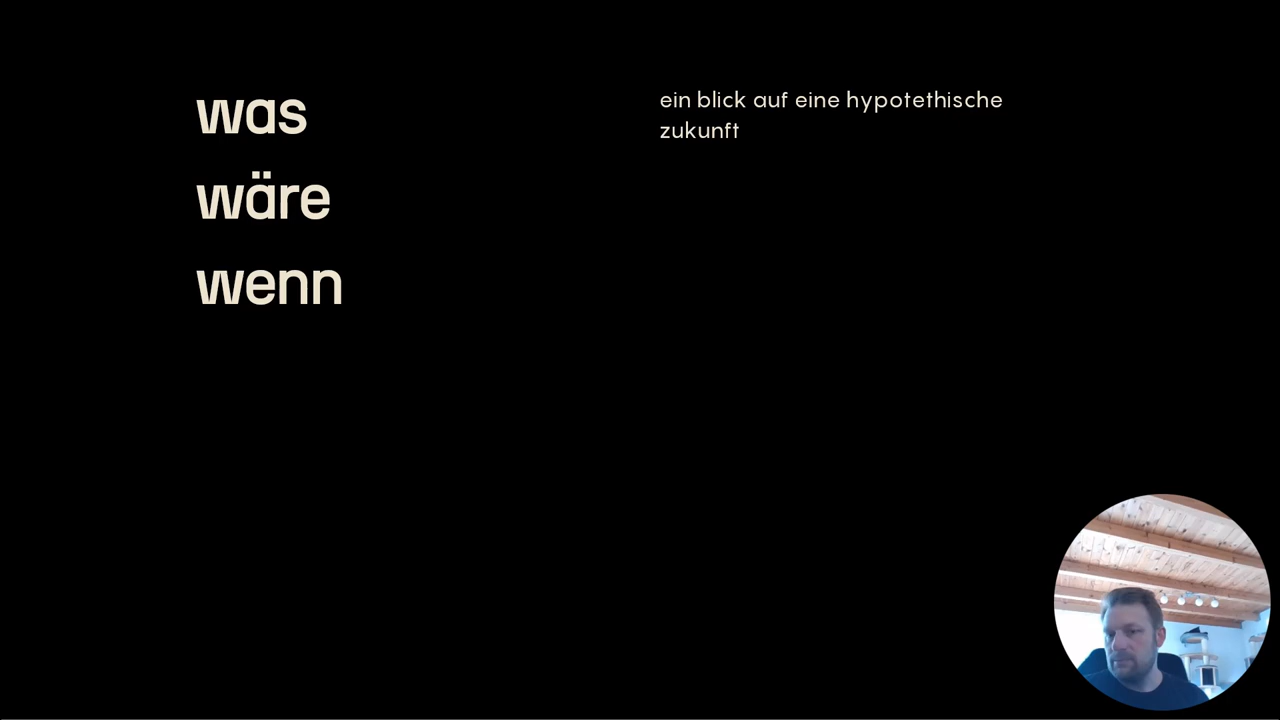 was
wäre
wenn
ein blick auf eine hypotethische
zukunft